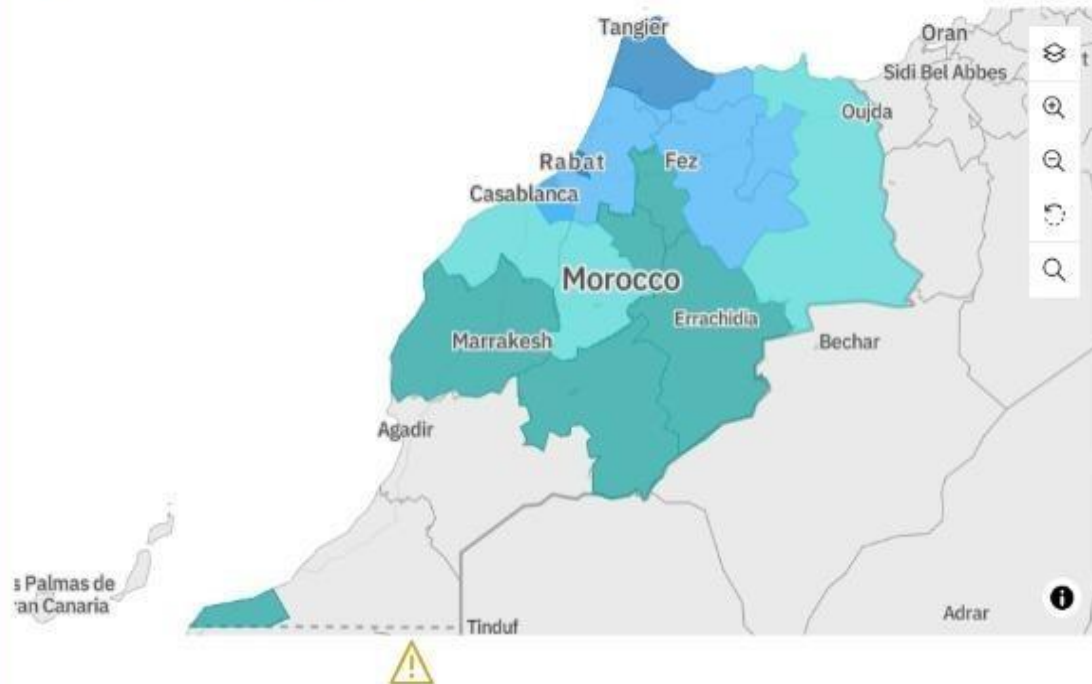 Tangier
Oran
t
Sidi Bel Abbes
Oujda
Rabat
Fez
Casablanca
Morocco
Errachidia
Marrakesh
Bechar
Agadir
s Palmas de
ran Canaria
Adrar
Tinduf